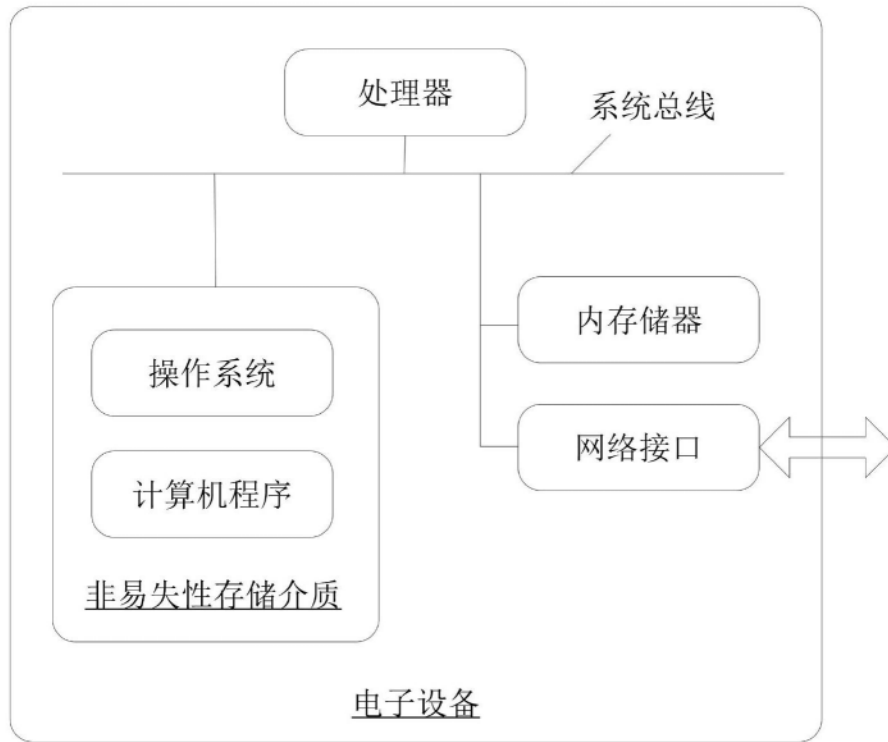 处理器
系统总线
内存储器
操作系统
网络接口
计算机程序
非易失性存储介质
电子设备